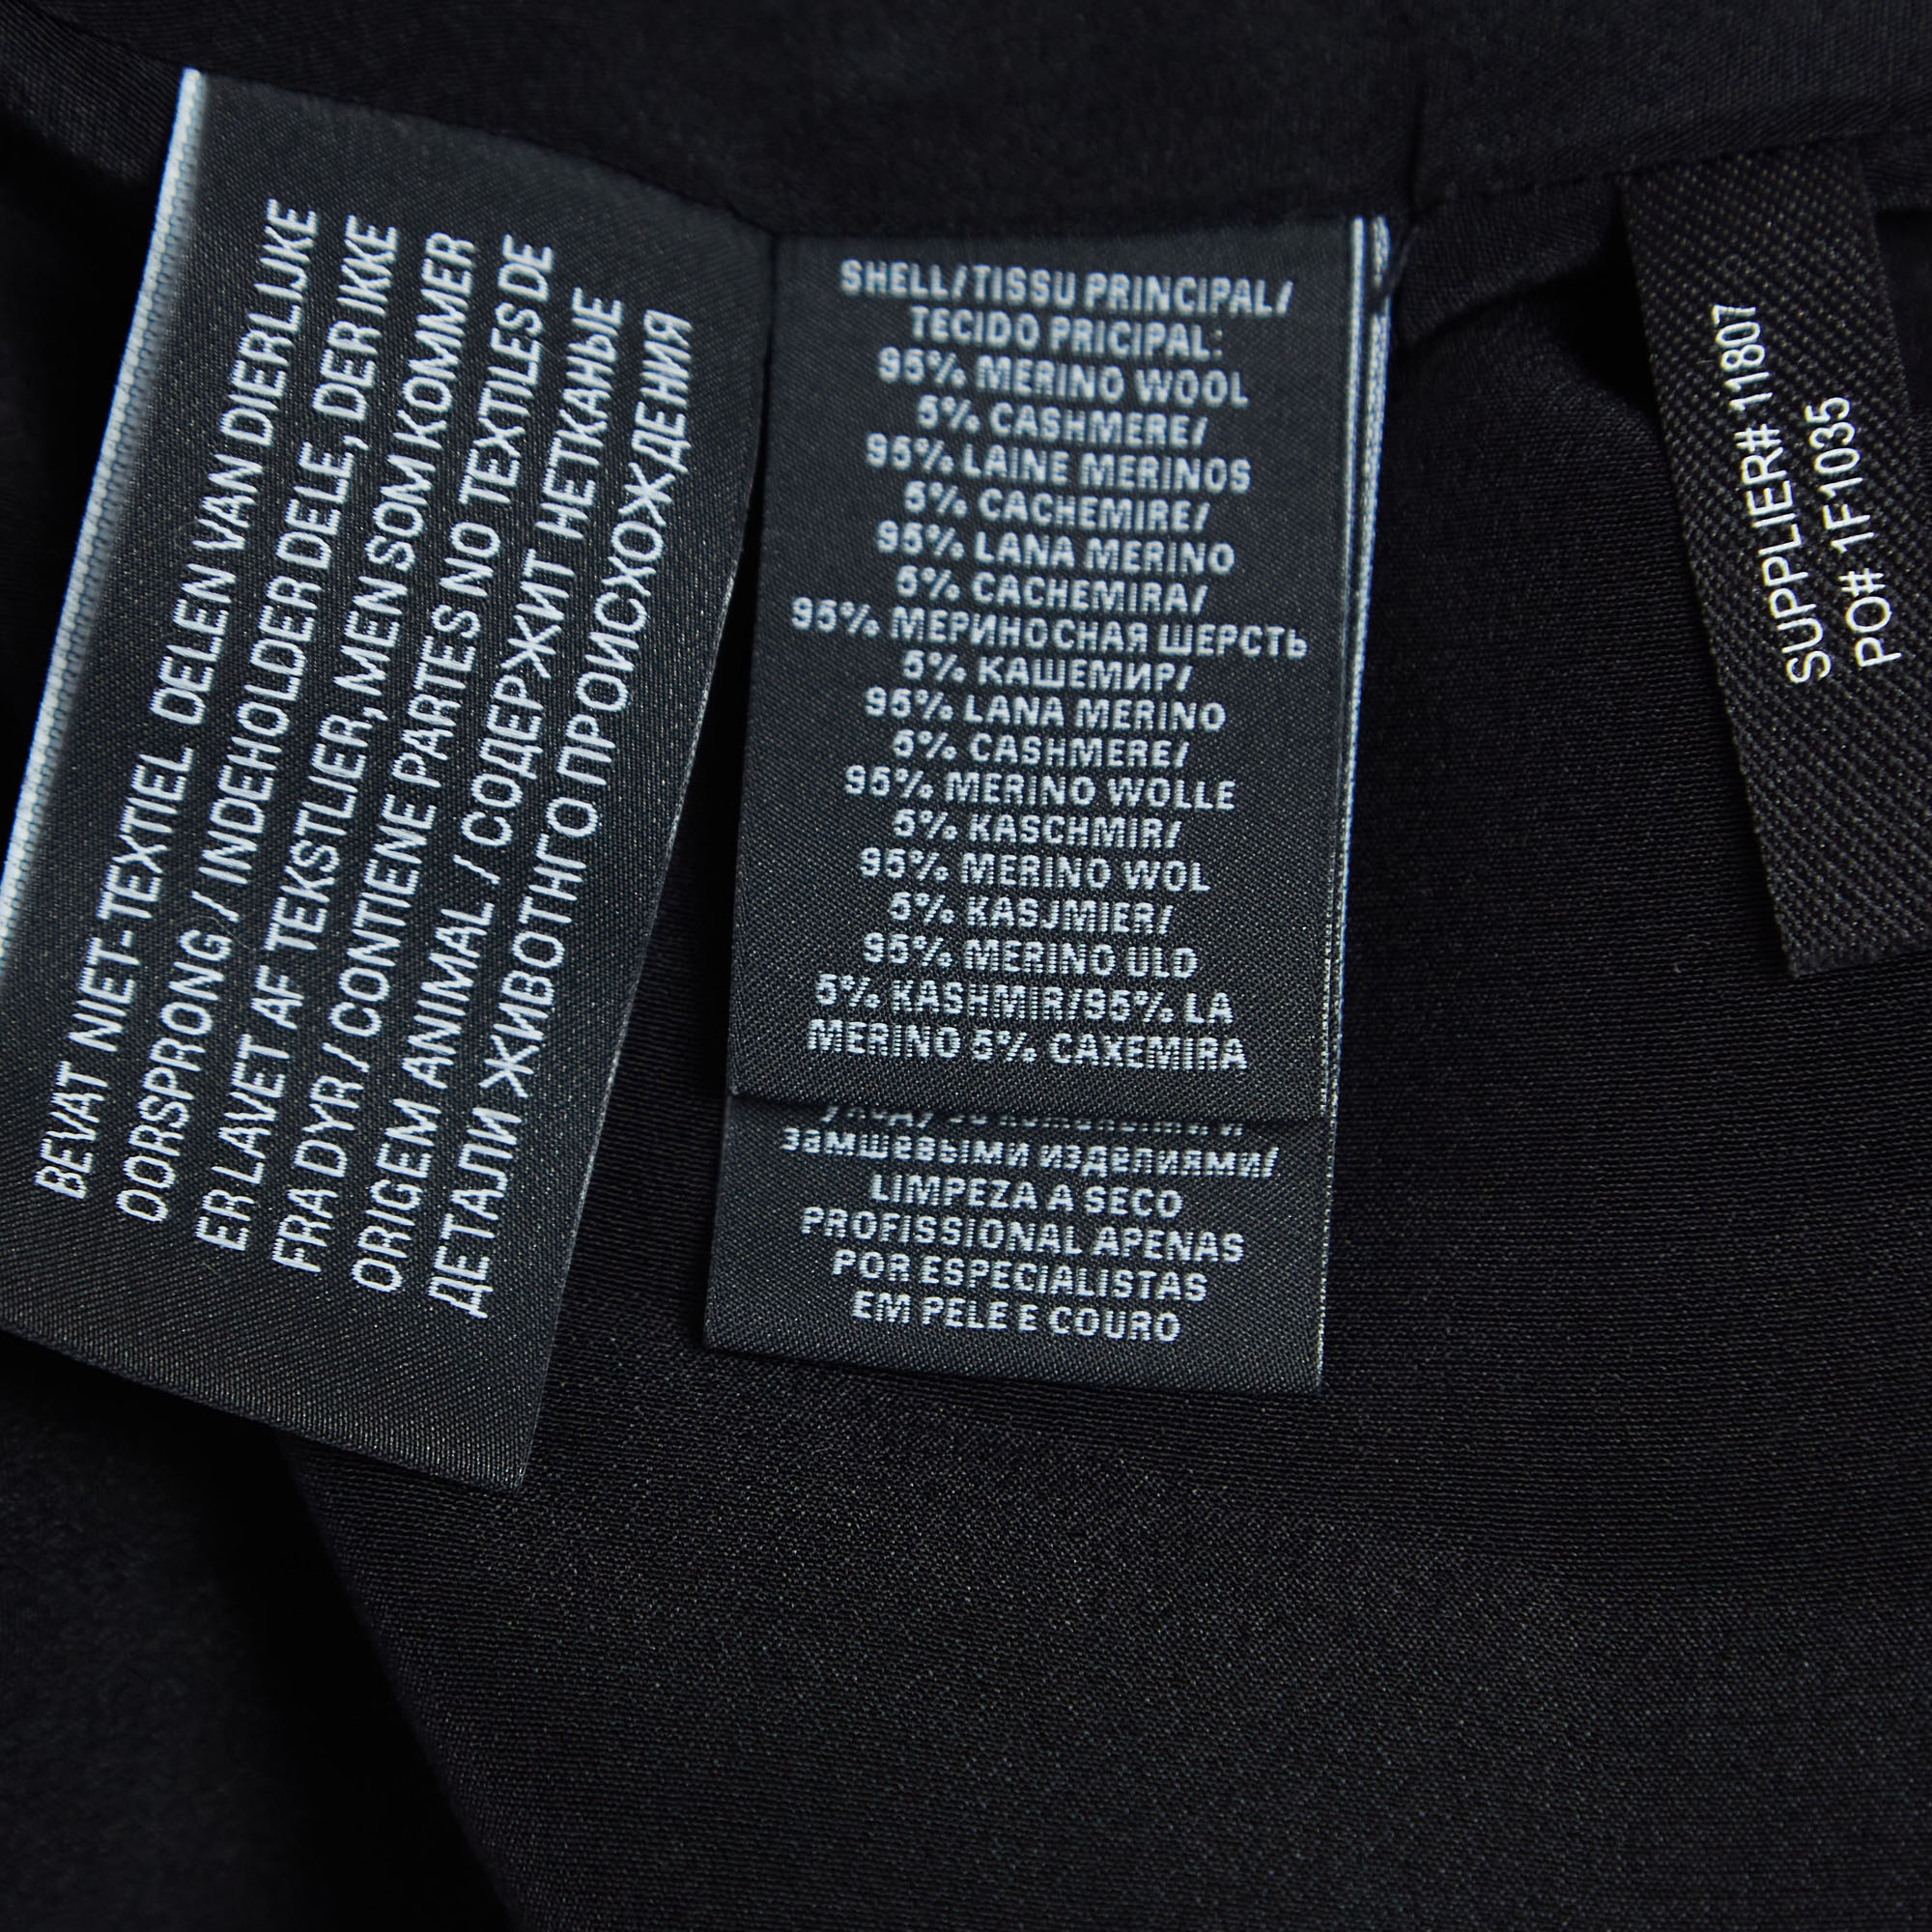 BEVAT NIET-TEXTIEL DELEN VAN DIERLIJKE
OORSPRONG / INDEHOLDER DELE, DER IKKE
ER LAVET AF TEKSTLIER, MEN SOM KOMMER
FRA DYR / CONTIENE PARTES NO TEXTILES DE
ORIGEM ANIMAL / СОДЕРЖИТ НЕТКАНЫЕ
ДЕТАЛИ ЖИВОТНГО ПРОИСХОЖДЕНИЯ
SHELL/TISSU PRINCIPAL/
TECIDO PRICIPAL:
95% MERINO WOOL
5% CASHMERE/
95% LAINE MERINOS
5% CACHEMIRE/
95% LANA MERINO
5% CACHEMIRA/
95% МЕРИНОСНАЯ ШЕРСТЬ
5% КАШЕМИР/
95% LANA MERINO
5% CASHMERE/
95% MERINO WOLLE
5% KASCHMIR/
95% MERINO WOL
5% KASJMIER/
95% MERINO ULD
5% KASHMIR/95% LA
MERINO 5% CAXEMIRA
замшевыми изделиями/
LIMPEZA A SECO
PROFISSIONAL APENAS
POR ESPECIALISTAS
EM PELE E COURO
SUPPLIER# 11807
PO# 1F1035